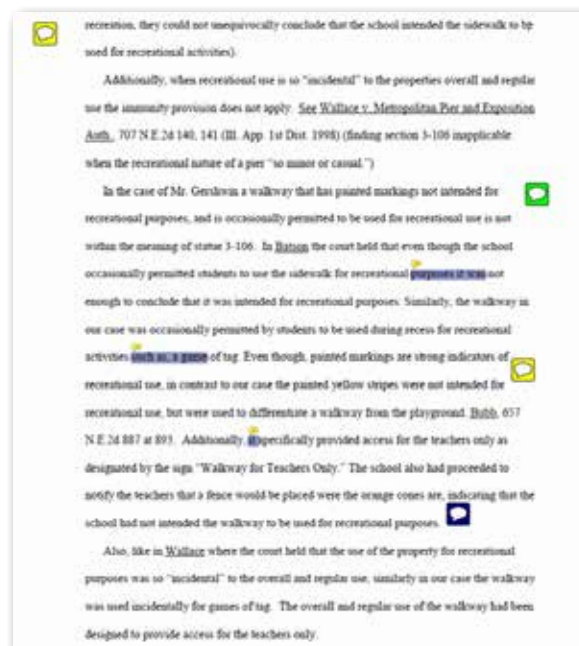 recreation, they could not unequivocally conclude that the school intended the sidewalk to be
used for recreational activities).
Additionally, when recreational use is so "incidental" to the properties overall and regular
use the immunity provision does not apply. See Wallace v. Metropolitan Pier and Exposition
Auth., 707 N.E.2d 140, 141 (Ill. App. 1st Dist. 1998) (finding section 3-106 inapplicable
when the recreational nature of a pier "so minor or casual.")
In the case of Mr. Gershwin a walkway that has painted markings not intended for
recreational purposes, and is occasionally permitted to be used for recreational use is not
within the meaning of statue 3-106. In Batson the court held that even though the school
occasionally permitted students to use the sidewalk for recreational purposes it was not
enough to conclude that it was intended for recreational purposes. Similarly, the walkway in
our case was occasionally permitted by students to be used during recess for recreational
activities such as, a game of tag. Even though, painted markings are strong indicators of
recreational use, in contrast to our case the painted yellow stripes were not intended for
recreational use, but were used to differentiate a walkway from the playground. Bubb, 657
N.E.2d 887 at 893. Additionally, it specifically provided access for the teachers only as
designated by the sign "Walkway for Teachers Only." The school also had proceeded to
notify the teachers that a fence would be placed were the orange cones are, indicating that the
school had not intended the walkway to be used for recreational purposes.
Also, like in Wallace where the court held that the use of the property for recreational
purposes was so "incidental" to the overall and regular use, similarly in our case the walkway
was used incidentally for games of tag. The overall and regular use of the walkway had been
designed to provide access for the teachers only.